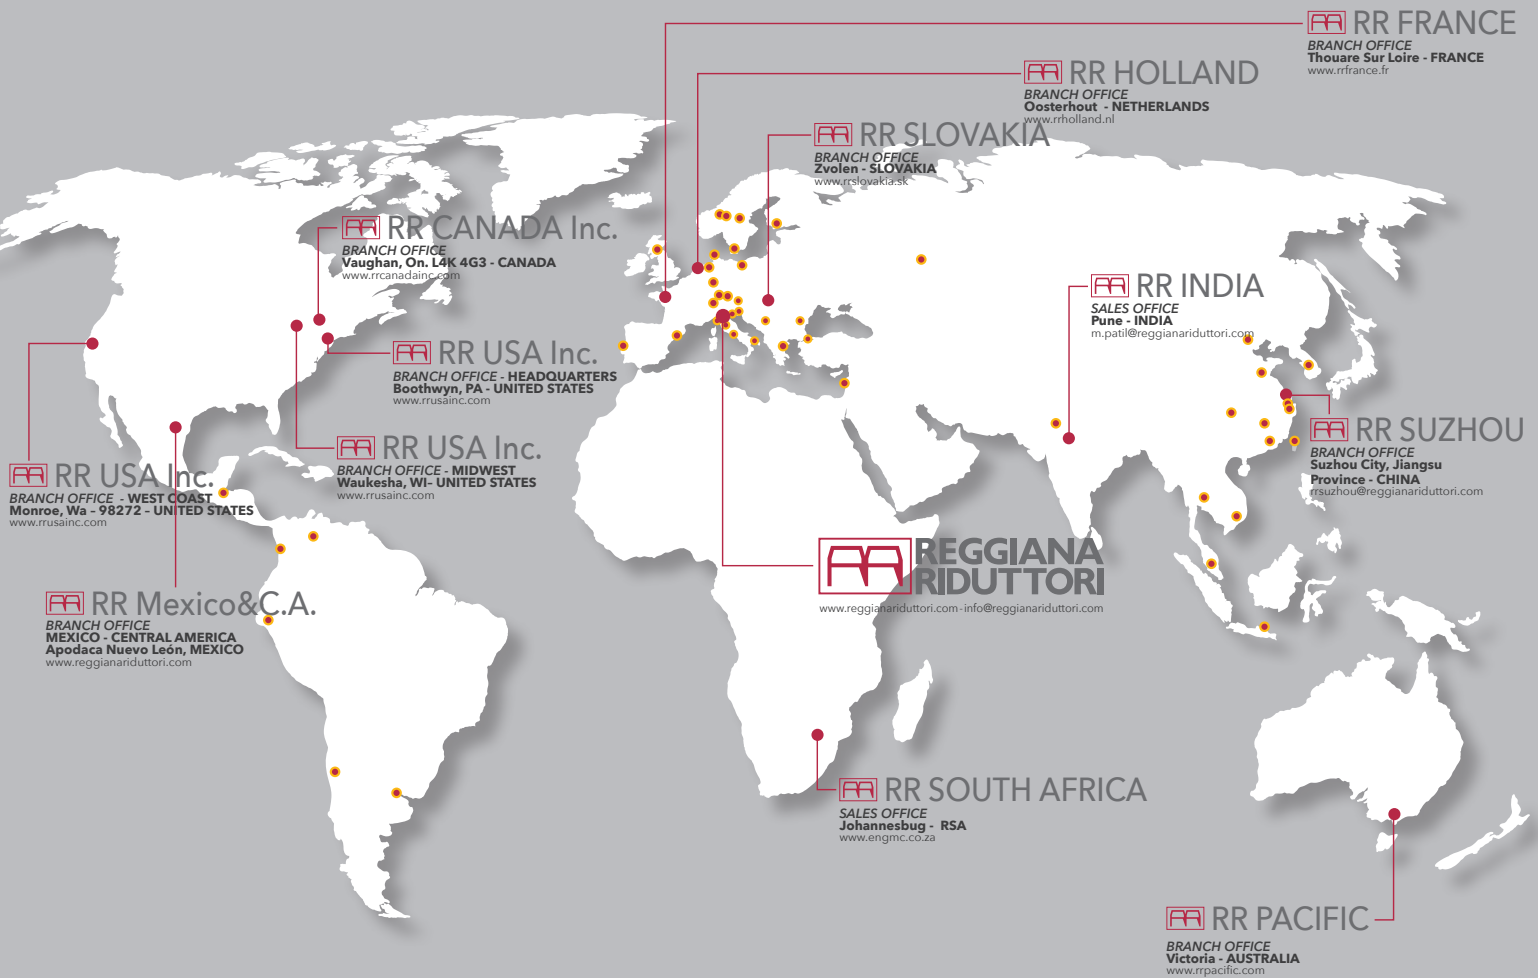 RR FRANCE
BRANCH OFFICE
Thouare Sur Loire - FRANCE
www.rrfrance.fr
RR HOLLAND
BRANCH OFFICE
Oosterhout - NETHERLANDS
www.rrholland.nl
RR SLOVAKIA
BRANCH OFFICE
Zvolen - SLOVAKIA
www.rrslovakia.sk
RR CANADA Inc.
BRANCH OFFICE
Vaughan, On. L4K 4G3 - CANADA
www.rrcanadainc.com
RR INDIA
SALES OFFICE
Pune - INDIA
m.patil@reggianariduttori.com
RR USA Inc.
BRANCH OFFICE - HEADQUARTERS
Boothwyn, PA - UNITED STATES
www.rrusainc.com
RR USA Inc.
BRANCH OFFICE - MIDWEST
Waukesha, WI- UNITED STATES
www.rrusainc.com
RR SUZHOU
BRANCH OFFICE
Suzhou City, Jiangsu
Province - CHINA
rrsuzhou@reggianariduttori.com
RR USA Inc.
BRANCH OFFICE - WEST COAST
Monroe, Wa - 98272 - UNITED STATES
www.rrusainc.com
REGGIANA
RIDUTTORI
www.reggianariduttori.com - info@reggianariduttori.com
RR Mexico&C.A.
BRANCH OFFICE
MEXICO - CENTRAL AMERICA
Apodaca Nuevo León, MEXICO
www.reggianariduttori.com
RR SOUTH AFRICA
SALES OFFICE
Johannesbug - RSA
www.engmc.co.za
RR PACIFIC
BRANCH OFFICE
Victoria - AUSTRALIA
www.rrpacific.com